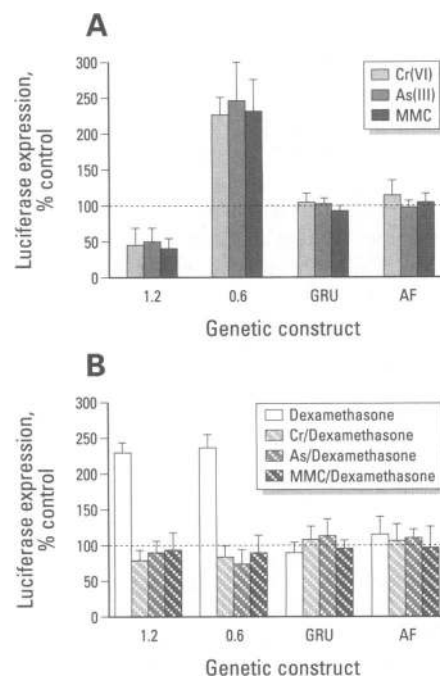 A
Luciferase expression,
% control
300
250
200
150
100
50
0
Cr(VI)
As(III)
MMC
1.2 0.6 GRU AF
Genetic construct
B
Luciferase expression,
% control
300
250
200
150
100
50
0
Dexamethasone
Cr/Dexamethasone
As/Dexamethasone
MMC/Dexamethasone
1.2 0.6 GRU AF
Genetic construct